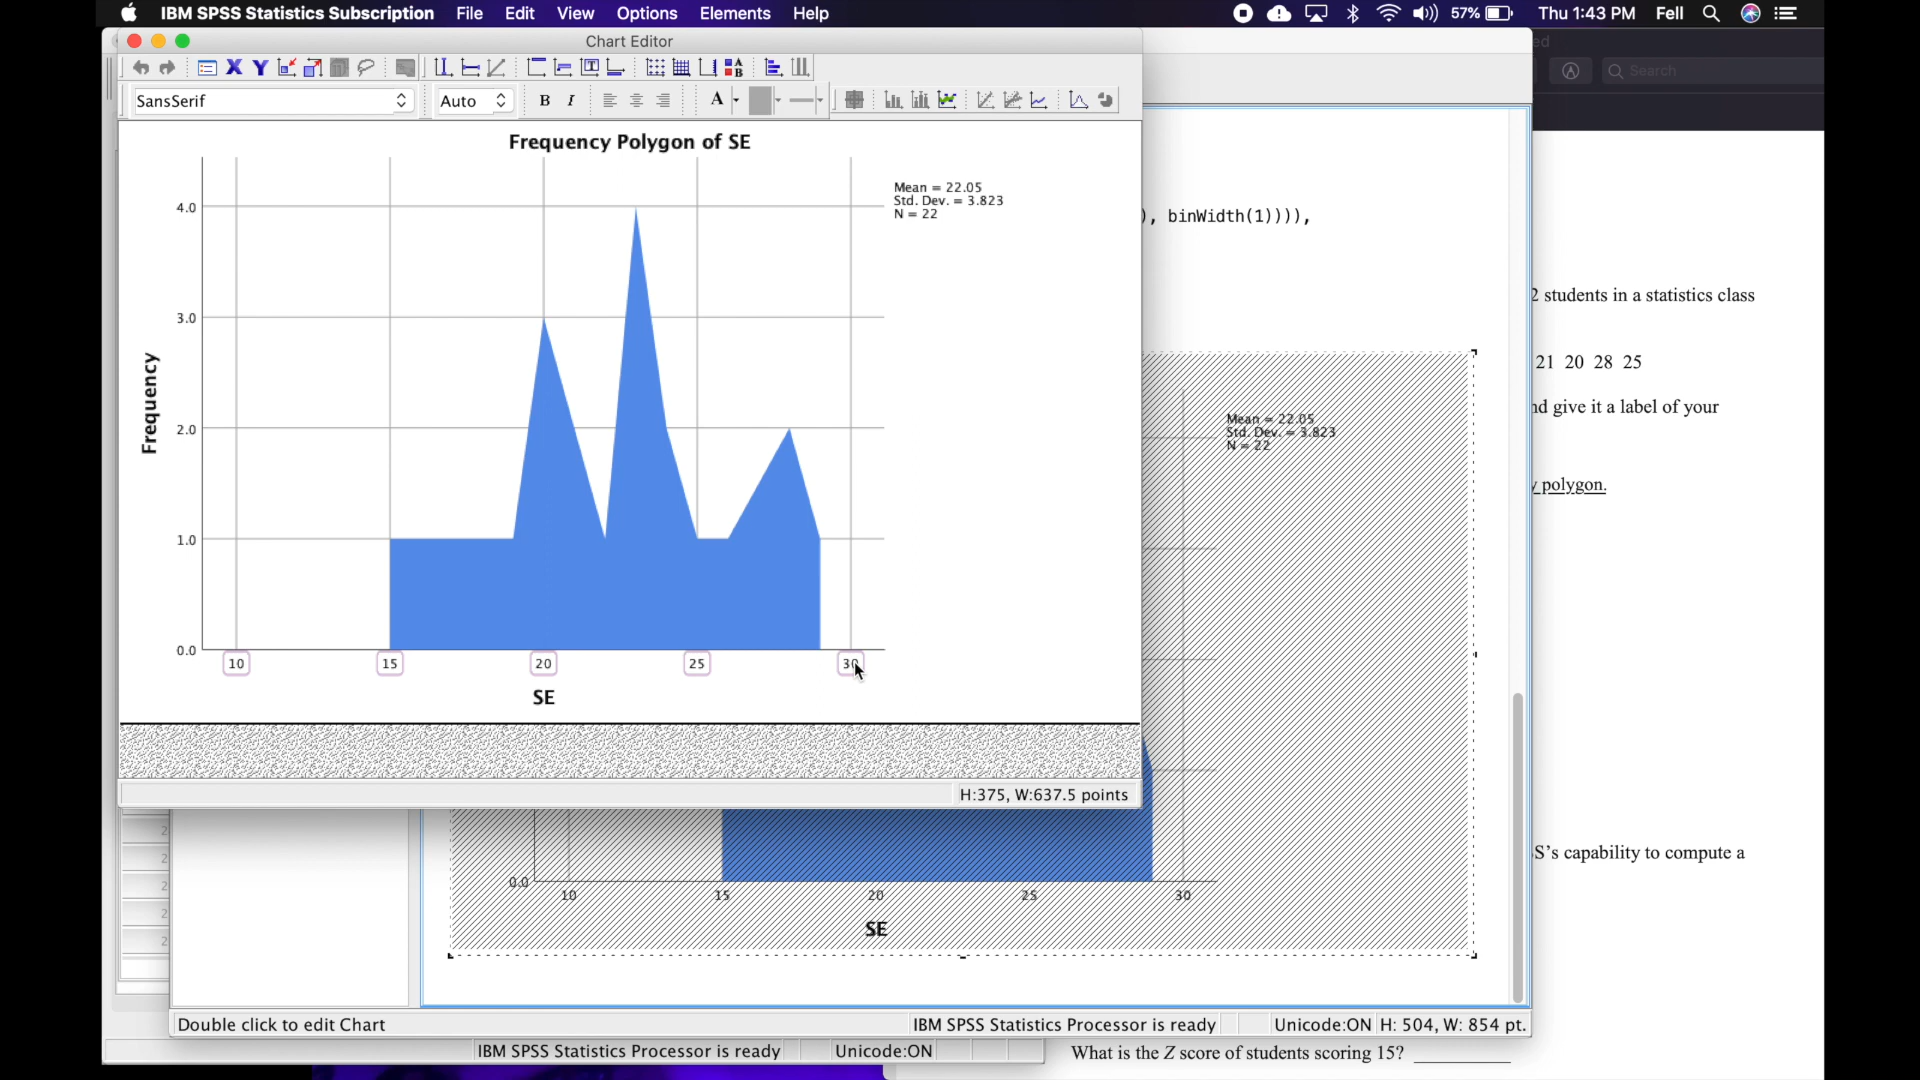 IBM SPSS Statistics Subscription File Edit View Options Elements Help 57% Thu 1:43 PM Fell
Chart Editor
Search
SansSerif Auto B I A
Frequency Polygon of SE
Mean = 22.05
Std. Dev. = 3.823
N = 22
4.0
3.0
2.0
1.0
0.0
Frequency
10 15 20 25 30
SE
H:375, W:637.5 points
), binWidth(1)))),
2 students in a statistics class
21 20 28 25
nd give it a label of your
y polygon.
S's capability to compute a
Mean = 22.05
Std. Dev. = 3.823
N = 22
2
2
2
2
2
0.0
10 15 20 25 30
SE
Double click to edit Chart IBM SPSS Statistics Processor is ready Unicode:ON H: 504, W: 854 pt.
IBM SPSS Statistics Processor is ready Unicode:ON
What is the Z score of students scoring 15? __________